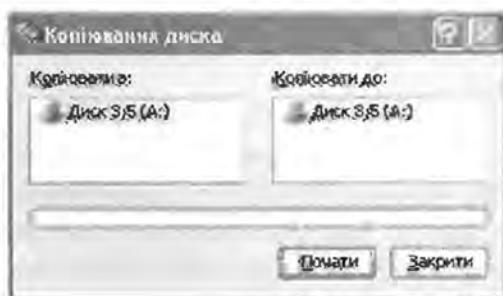 Копіювання диска
Копіювати з: Копіювати до:
Диск 3,5 (A:) Диск 3,5 (A:)
Почати Закрити